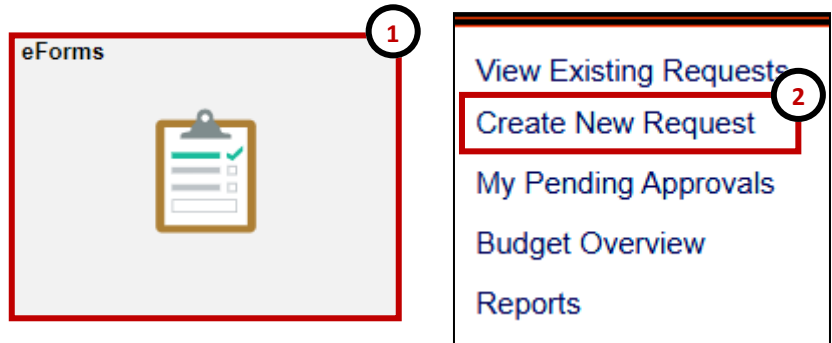 1
eForms
View Existing Requests
2
Create New Request
My Pending Approvals
Budget Overview
Reports